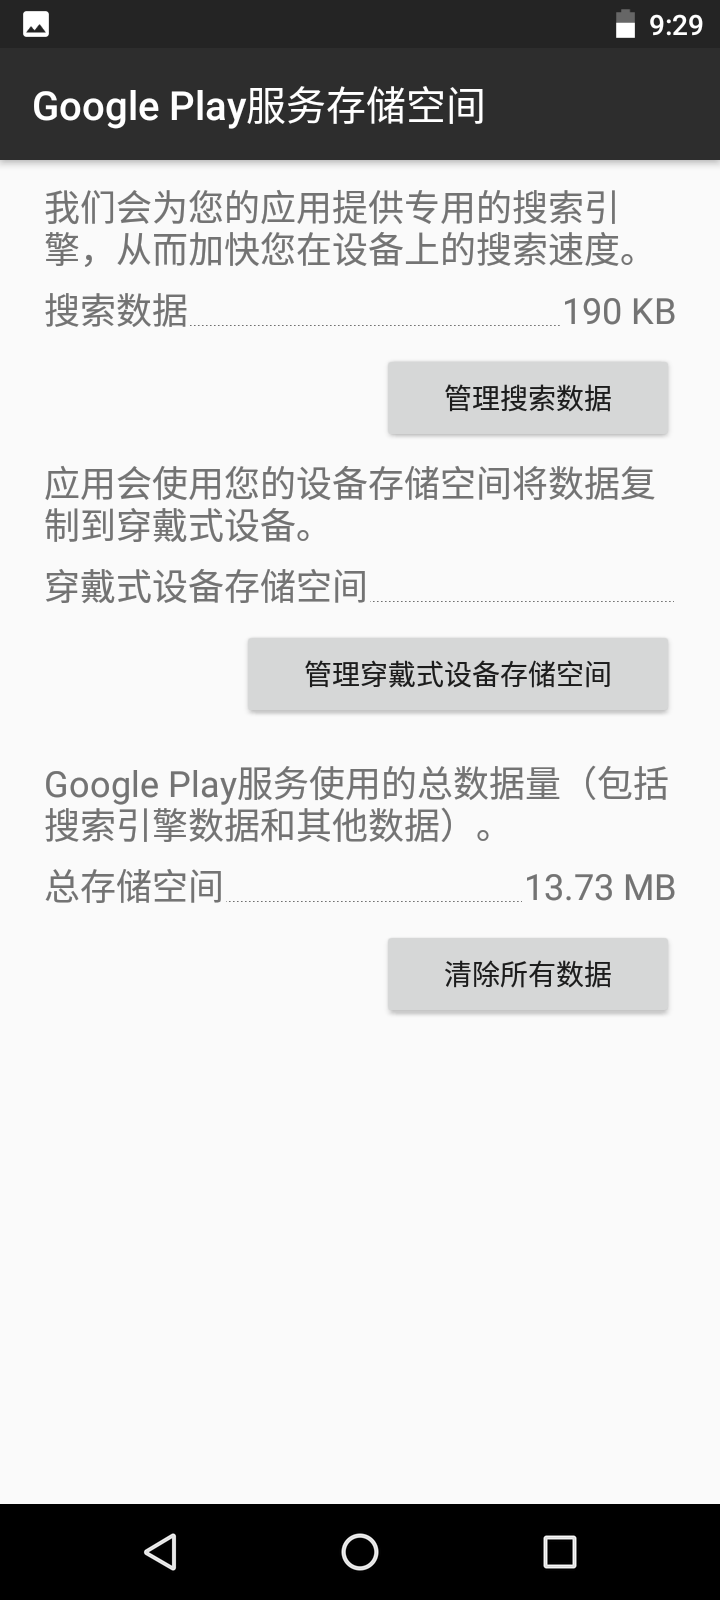 9:29
Google Play服务存储空间
我们会为您的应用提供专用的搜索引
擎，从而加快您在设备上的搜索速度。
搜索数据 190 KB
管理搜索数据
应用会使用您的设备存储空间将数据复
制到穿戴式设备。
穿戴式设备存储空间
管理穿戴式设备存储空间
Google Play服务使用的总数据量（包括
搜索引擎数据和其他数据）。
总存储空间 13.73 MB
清除所有数据